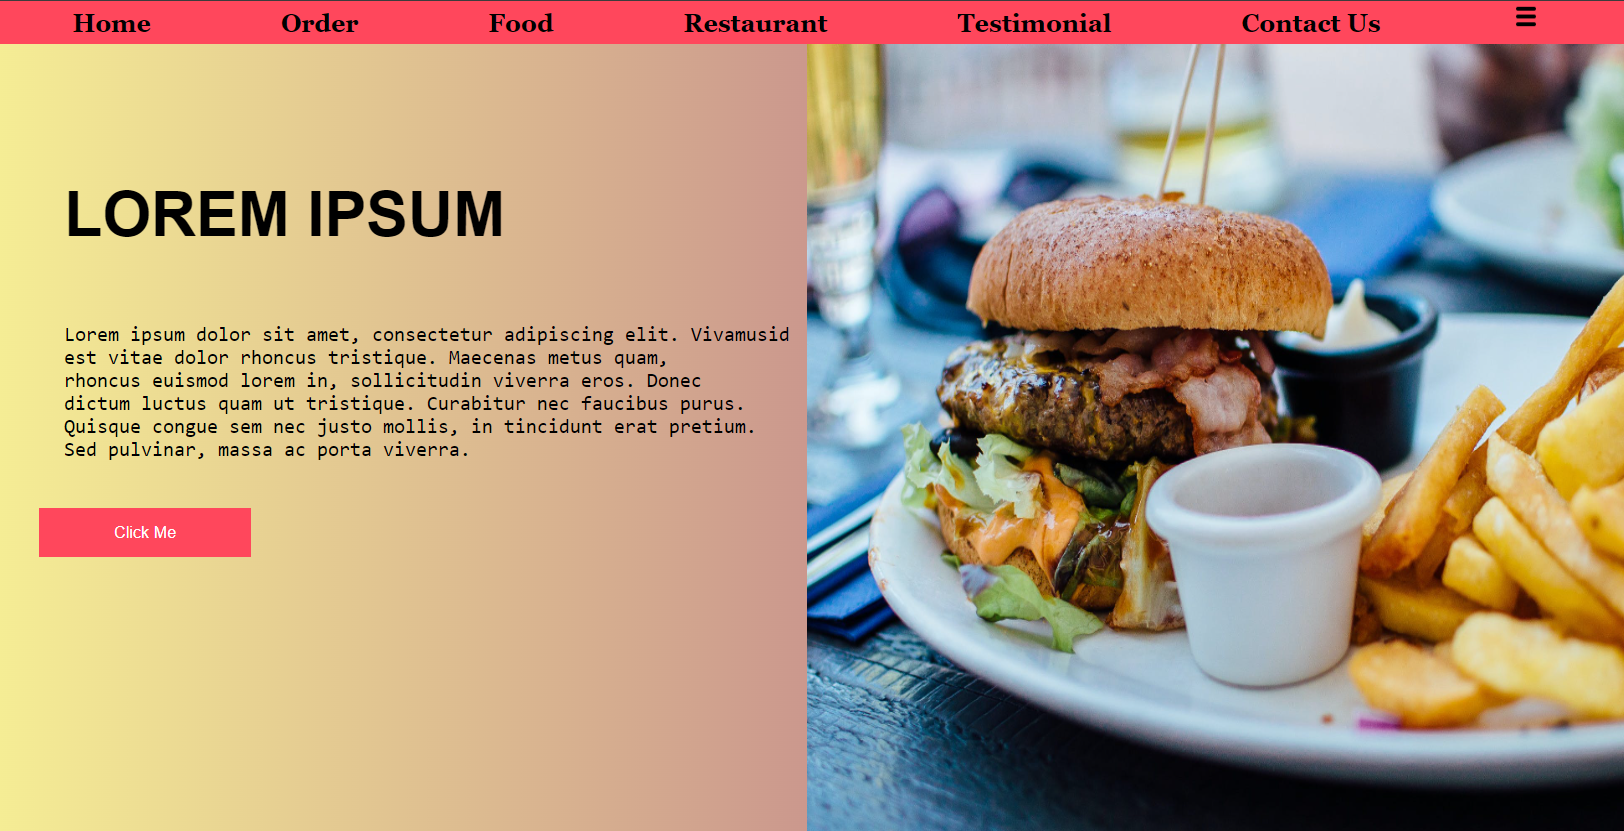 Home Order Food Restaurant Testimonial Contact Us
LOREM IPSUM
Lorem ipsum dolor sit amet, consectetur adipiscing elit. Vivamusid
est vitae dolor rhoncus tristique. Maecenas metus quam,
rhoncus euismod lorem in, sollicitudin viverra eros. Donec
dictum luctus quam ut tristique. Curabitur nec faucibus purus.
Quisque congue sem nec justo mollis, in tincidunt erat pretium.
Sed pulvinar, massa ac porta viverra.
Click Me